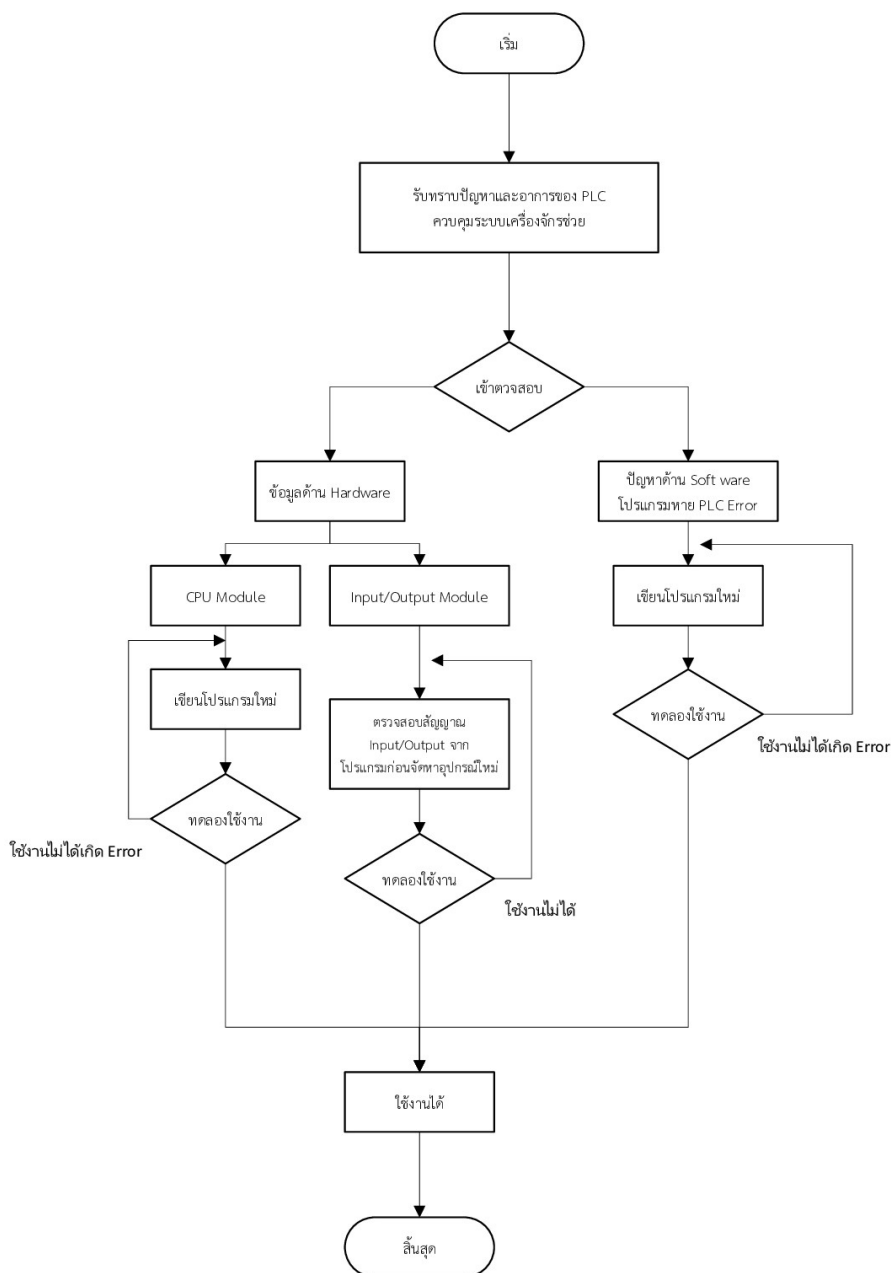 เริ่ม
รับทราบปัญหาและอาการของ PLC
ควบคุมระบบเครื่องจักรช่วย
เข้าตวจสอบ
ข้อมูลด้าน Hardware
ปัญหาด้าน Soft ware
โปรแกรมหาย PLC Error
CPU Module
Input/Output Module
เขียนโปรแกรมใหม่
เขียนโปรแกรมใหม่
ตรวจสอบสัญญาณ
Input/Output จาก
โปรแกรมก่อนจัดหาอุปกรณ์ใหม่
ทดลองใช้งาน
ใช้งานไม่ได้เกิด Error
ทดลองใช้งาน
ใช้งานไม่ได้เกิด Error
ทดลองใช้งาน
ใช้งานไม่ได้
ใช้งานได้
สิ้นสุด